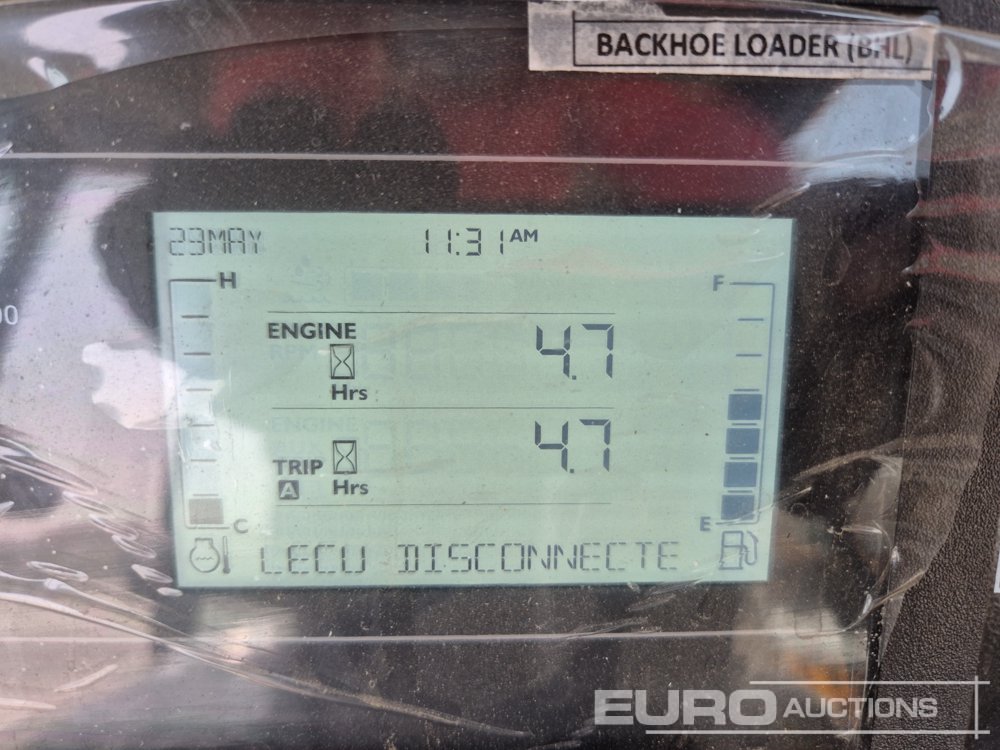 BACKHOE LOADER (BHL)
23MAY 11:31 AM
H F
ENGINE 4.7
Hrs
TRIP 4.7
A Hrs
C E
LECU DISCONNECTE
00
EURO AUCTIONS